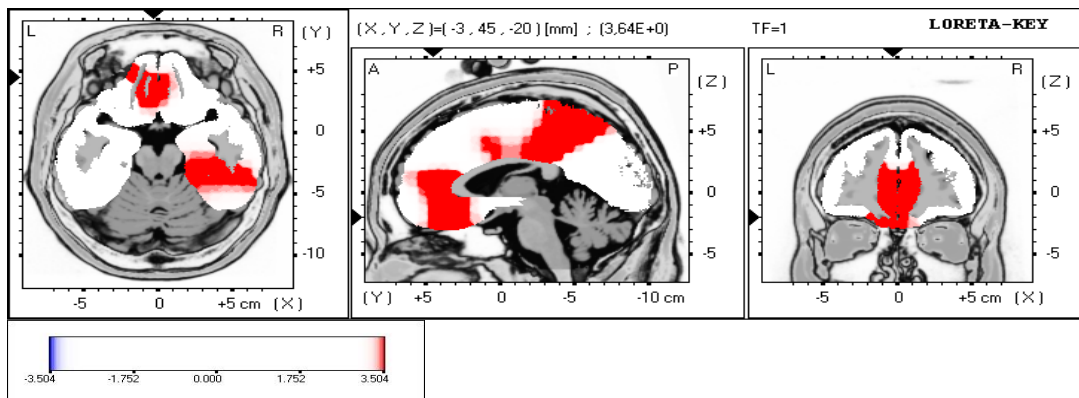 L R (Y)
(X, Y, Z)=(-3, 45, -20) [mm] ; (3,64E+0) TF=1 LORETA-KEY
A P (Z)
L R (Z)
+5
0
-5
-10
-5 0 +5 cm (X)
+5
0
-5
(Y) +5 0 -5 -10 cm
+5
0
-5
-5 0 +5 cm (X)
-3.504 -1.752 0.000 1.752 3.504